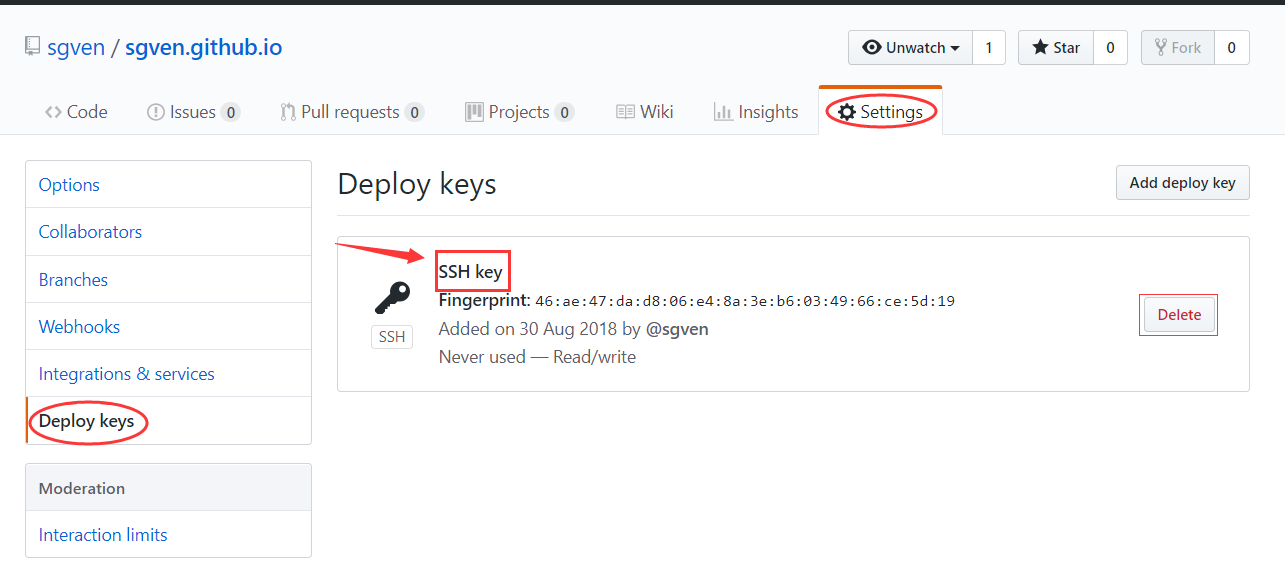 sgven / sgven.github.io
Unwatch 1 Star 0 Fork 0
Code Issues 0 Pull requests 0 Projects 0 Wiki Insights Settings
Options
Collaborators
Branches
Webhooks
Integrations & services
Deploy keys
Moderation
Interaction limits
Deploy keys
Add deploy key
SSH key
Fingerprint: 46:ae:47:da:d8:06:e4:8a:3e:b6:03:49:66:ce:5d:19
SSH
Added on 30 Aug 2018 by @sgven
Never used — Read/write
Delete